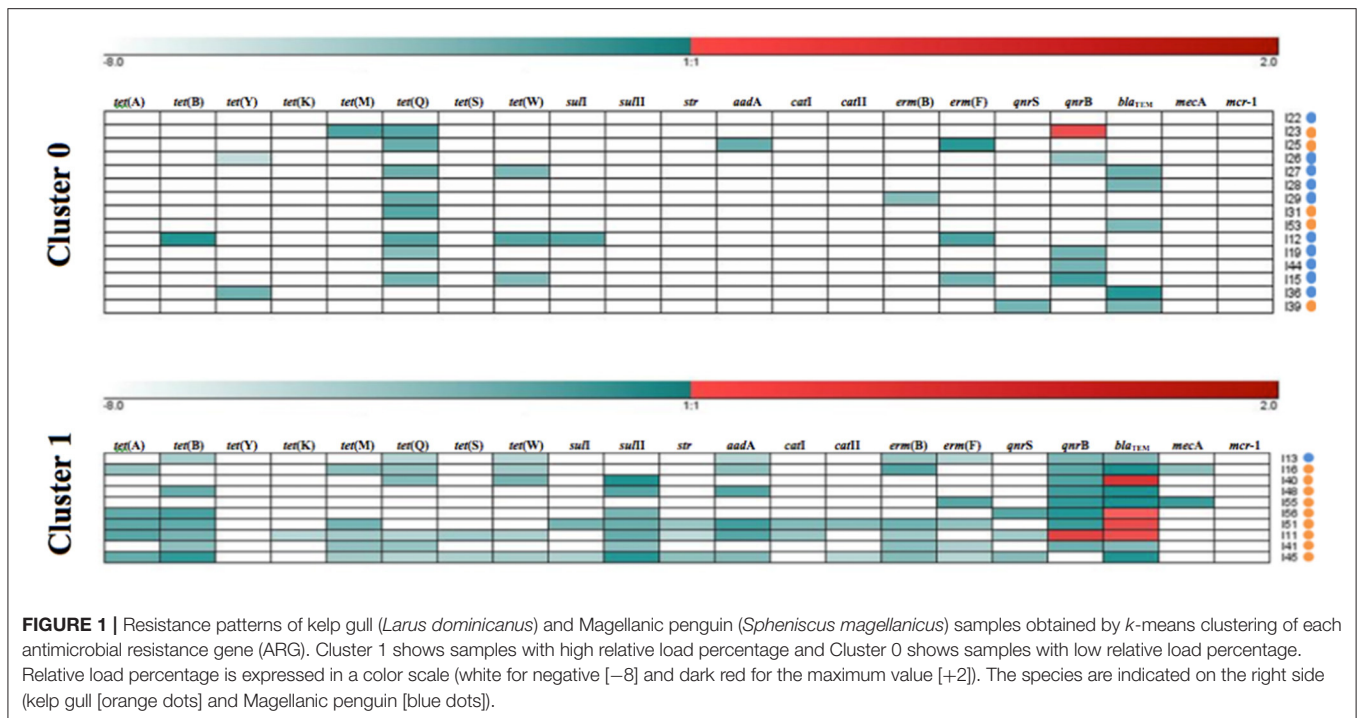 -8.0 1:1 2.0
tet(A) tet(B) tet(Y) tet(K) tet(M) tet(Q) tet(S) tet(W) sulI sulII str aadA catI catII erm(B) erm(F) qnrS qnrB blaTEM mecA mcr-1
Cluster 0
I22
I23
I25
I26
I27
I28
I29
I31
I53
I12
I19
I44
I15
I36
I39
-8.0 1:1 2.0
tet(A) tet(B) tet(Y) tet(K) tet(M) tet(Q) tet(S) tet(W) sulI sulII str aadA catI catII erm(B) erm(F) qnrS qnrB blaTEM mecA mcr-1
Cluster 1
I13
I16
I40
I48
I55
I56
I51
I11
I41
I45
FIGURE 1 | Resistance patterns of kelp gull (Larus dominicanus) and Magellanic penguin (Spheniscus magellanicus) samples obtained by k-means clustering of each
antimicrobial resistance gene (ARG). Cluster 1 shows samples with high relative load percentage and Cluster 0 shows samples with low relative load percentage.
Relative load percentage is expressed in a color scale (white for negative [−8] and dark red for the maximum value [+2]). The species are indicated on the right side
(kelp gull [orange dots] and Magellanic penguin [blue dots]).